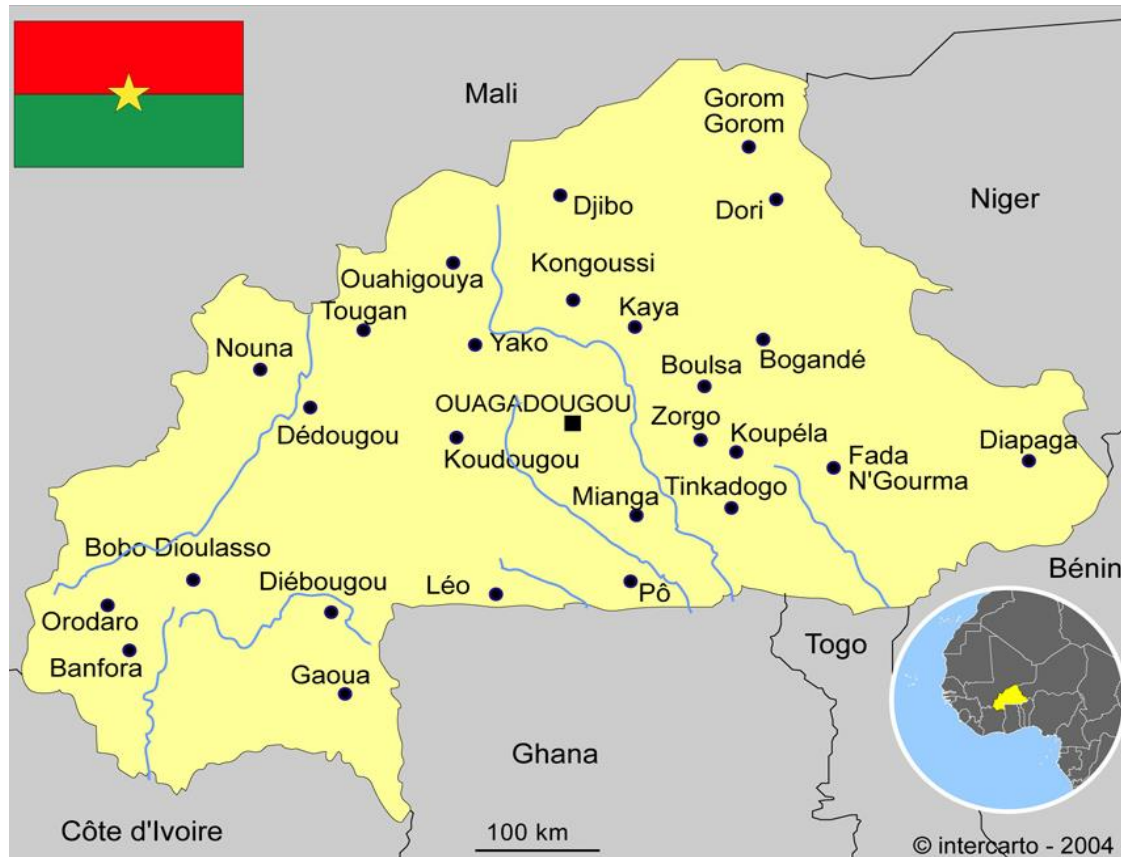 Mali
Gorom
Gorom
Niger
Djibo
Dori
Ouahigouya
Kongoussi
Tougan
Kaya
Nouna
Yako
Bogandé
Boulsa
OUAGADOUGOU
Zorgo
Dédougou
Koudougou
Koupéla
Diapaga
Fada
N'Gourma
Mianga
Tinkadogo
Bobo Dioulasso
Bénin
Diébougou
Léo
Pô
Orodaro
Togo
Banfora
Gaoua
Ghana
Côte d'Ivoire
100 km
© intercarto - 2004